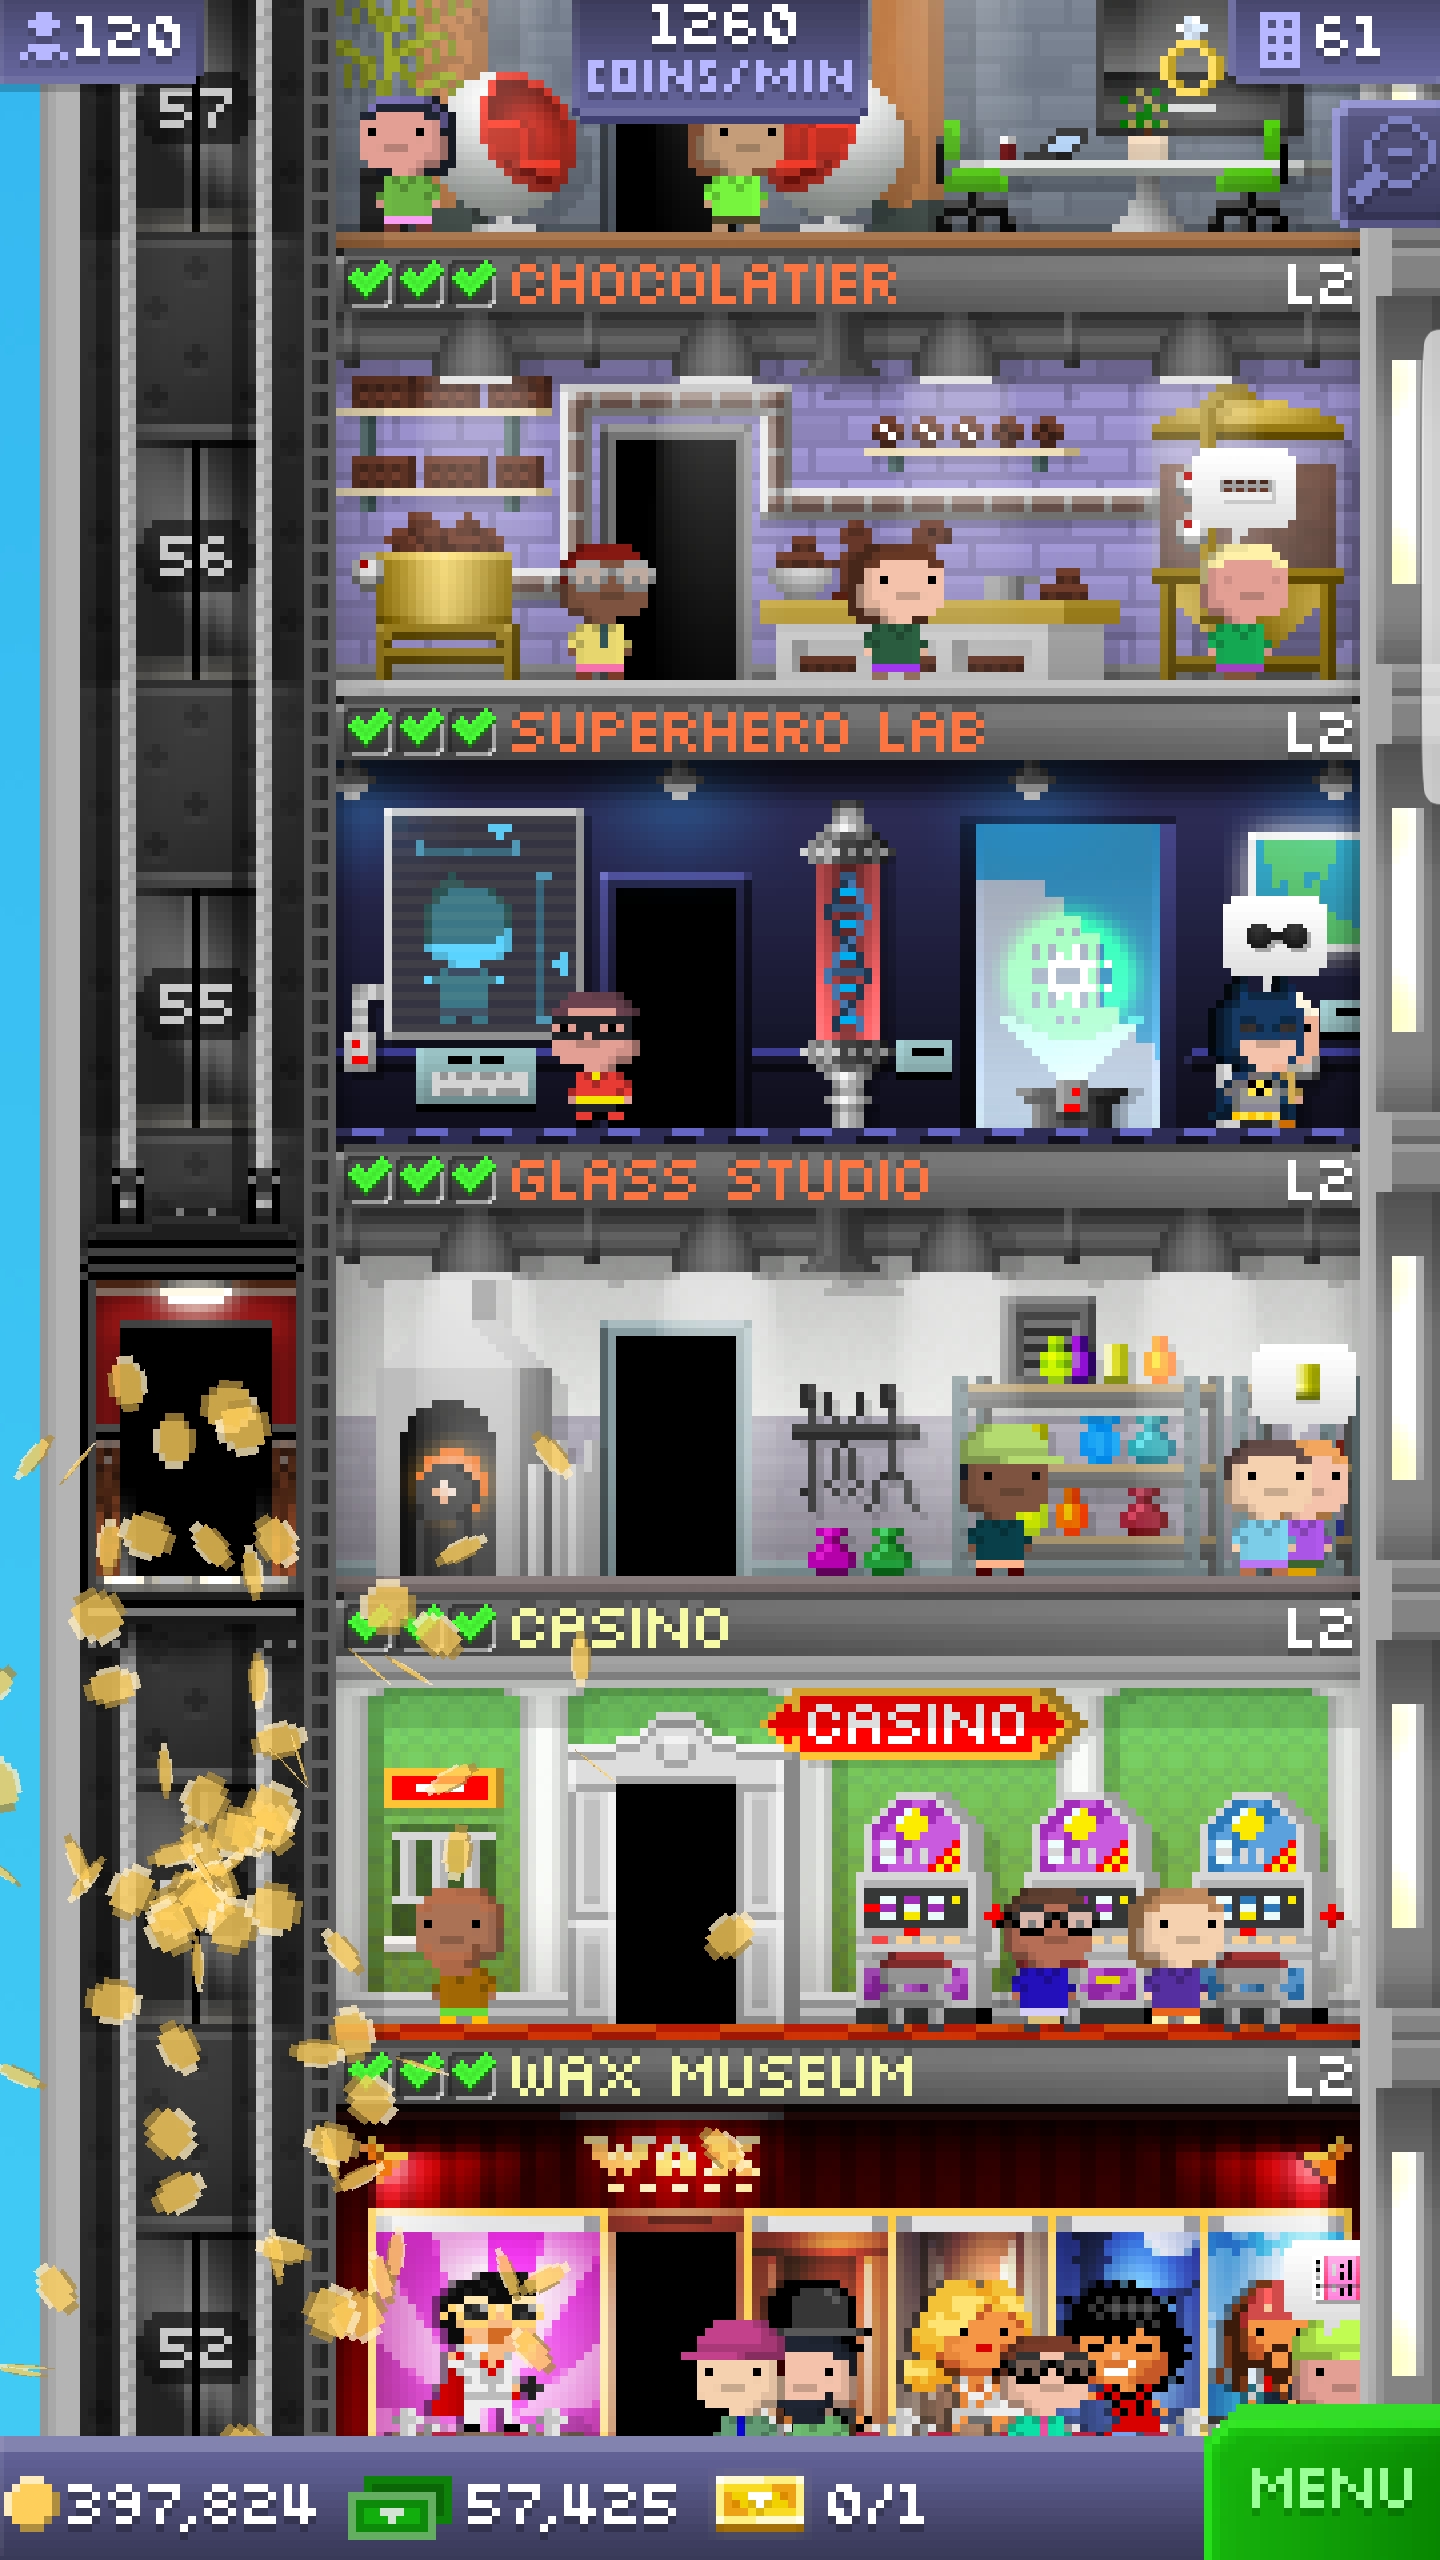 120
1260
COINS/MIN
61
57
CHOCOLATIER L2
56
SUPERHERO LAB L2
55
GLASS STUDIO L2
CASINO L2
CASINO
WAX MUSEUM L2
WAX
52
397,824 57,425 0/1
MENU